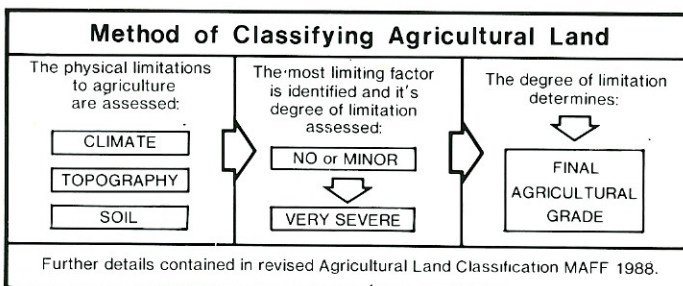 Method of Classifying Agricultural Land
The physical limitations
to agriculture
are assessed:
CLIMATE
TOPOGRAPHY
SOIL
The most limiting factor
is identified and it's
degree of limitation
assessed:
NO or MINOR
VERY SEVERE
The degree of limitation
determines:
FINAL
AGRICULTURAL
GRADE
Further details contained in revised Agricultural Land Classification MAFF 1988.